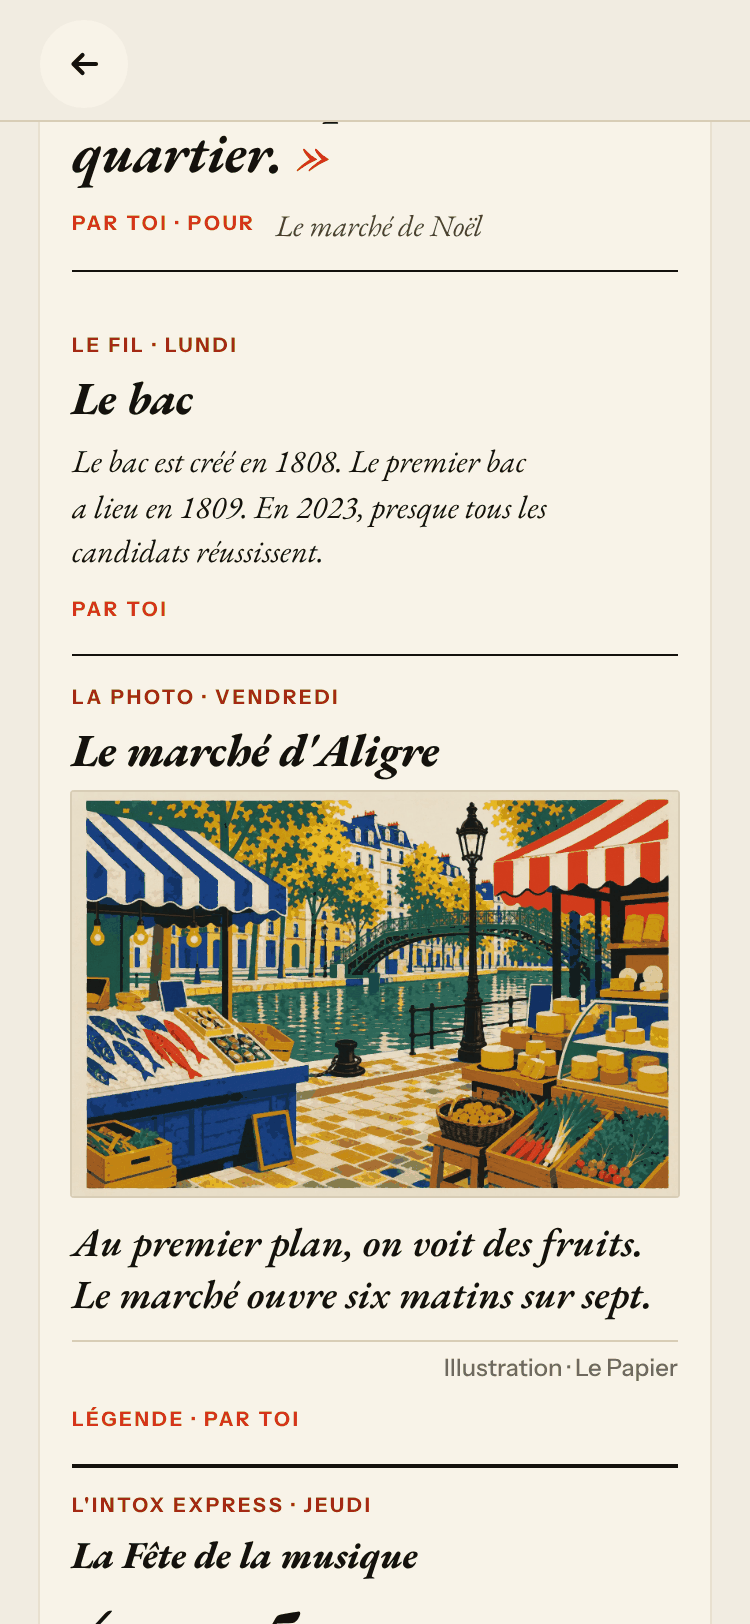 quartier. »
PAR TOI · POUR Le marché de Noël
LE FIL · LUNDI
Le bac
Le bac est créé en 1808. Le premier bac
a lieu en 1809. En 2023, presque tous les
candidats réussissent.
PAR TOI
LA PHOTO · VENDREDI
Le marché d'Aligre
Au premier plan, on voit des fruits.
Le marché ouvre six matins sur sept.
Illustration · Le Papier
LÉGENDE · PAR TOI
L'INTOX EXPRESS · JEUDI
La Fête de la musique